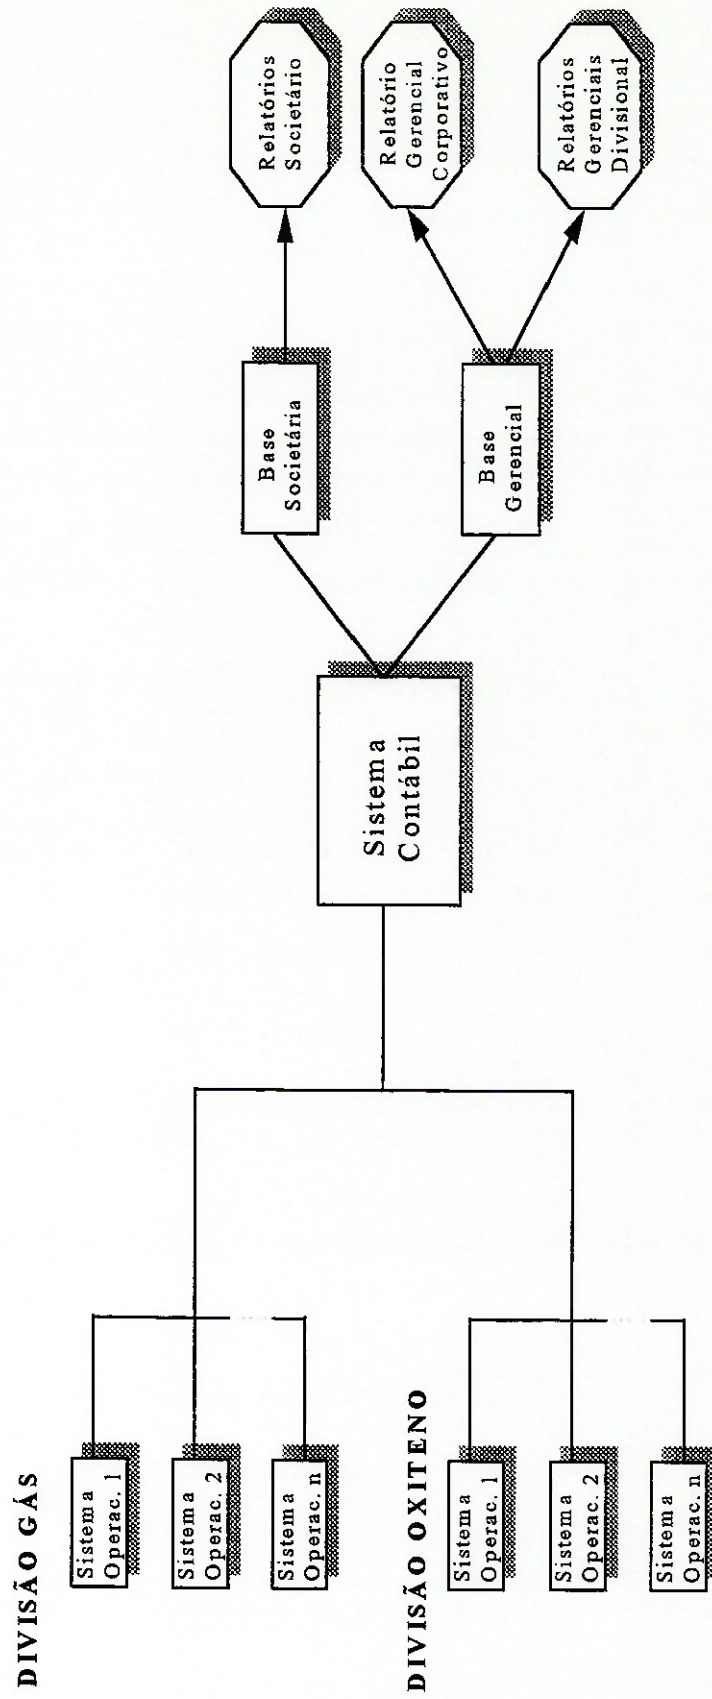 DIVISÃO GÁS
Sistema
Operac. 1
Sistema
Operac. 2
Sistema
Operac. n
DIVISÃO OXITENO
Sistema
Operac. 1
Sistema
Operac. 2
Sistema
Operac. n
Sistema
Contábil
Base
Societária
Base
Gerencial
Relatórios
Societário
Relatório
Gerencial
Corporativo
Relatórios
Gerenciais
Divisional